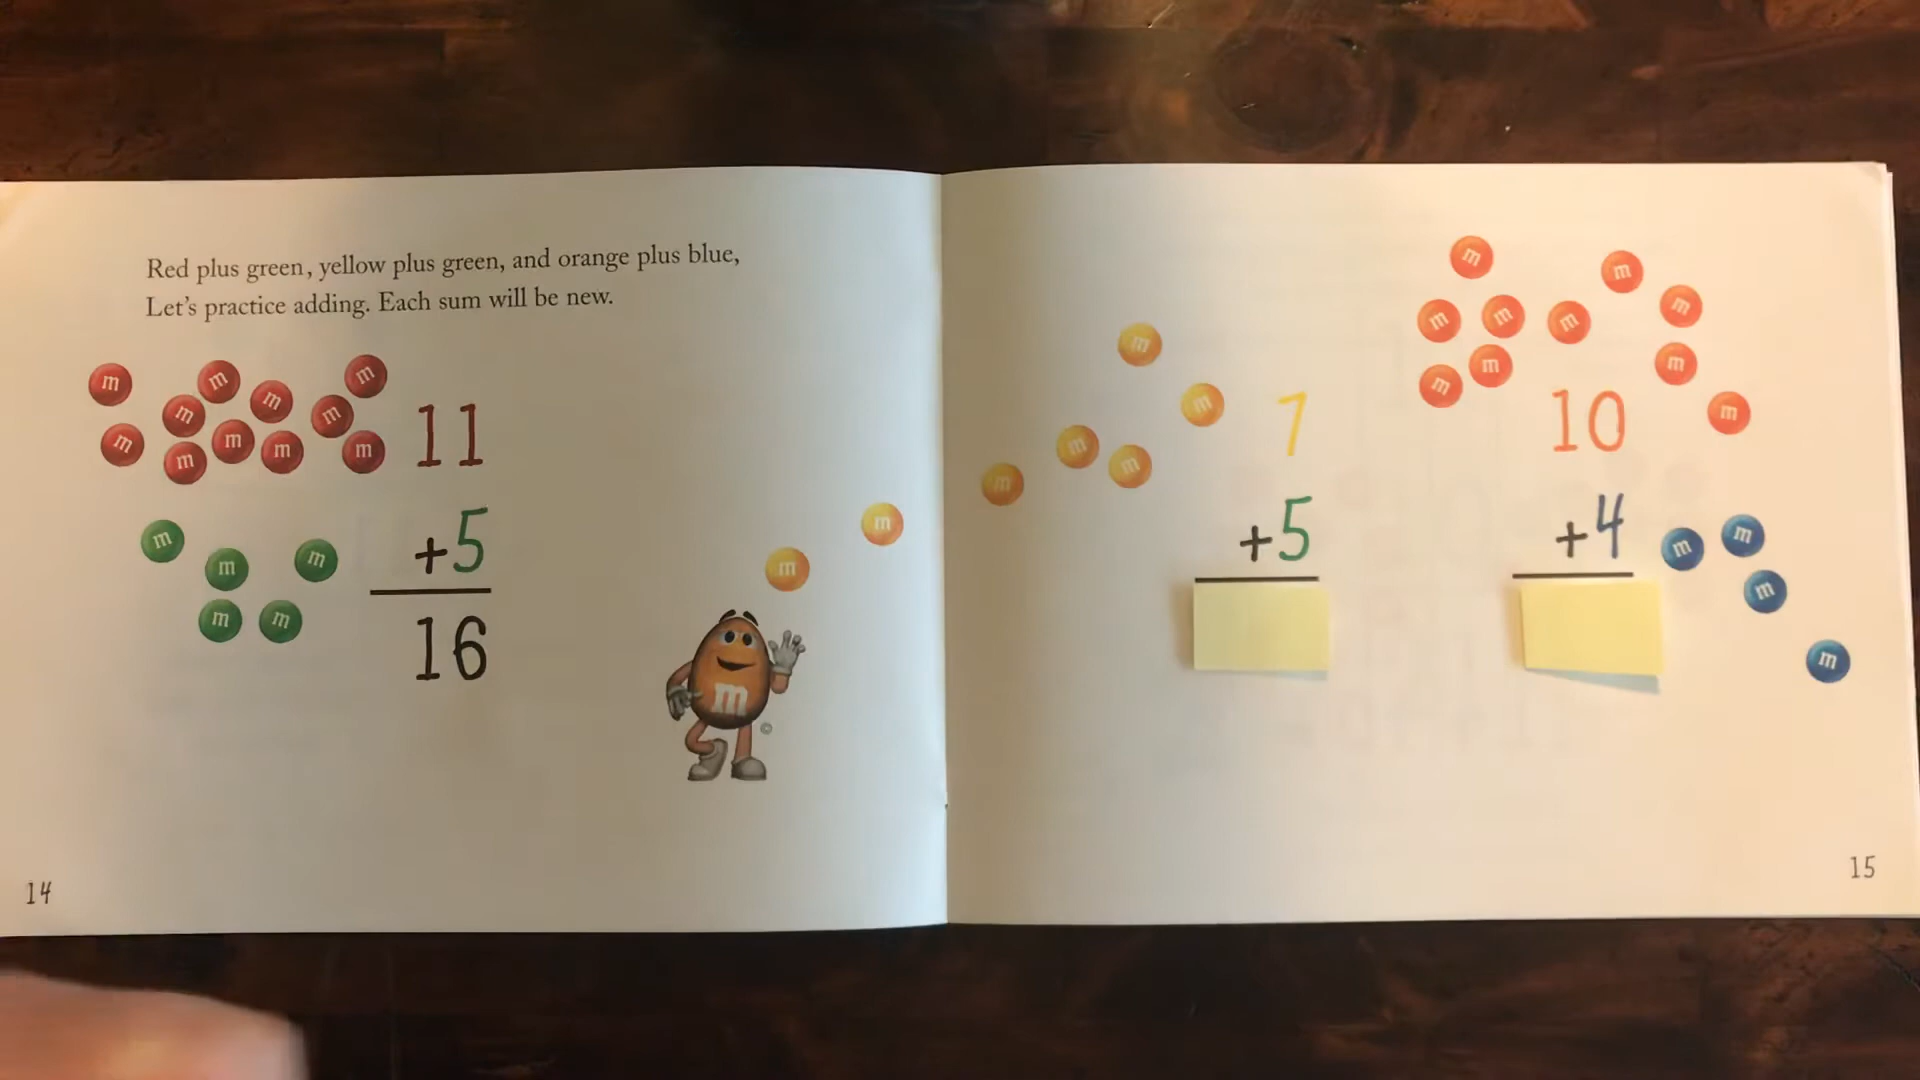 Red plus green, yellow plus green, and orange plus blue,
Let's practice adding. Each sum will be new.
m m m m m m m m m m m
11
m m m m m
+5
16
m m
m
©
14
m m m m m
7
+5
m m m m m m m m m m
10
+4
m m m m
15